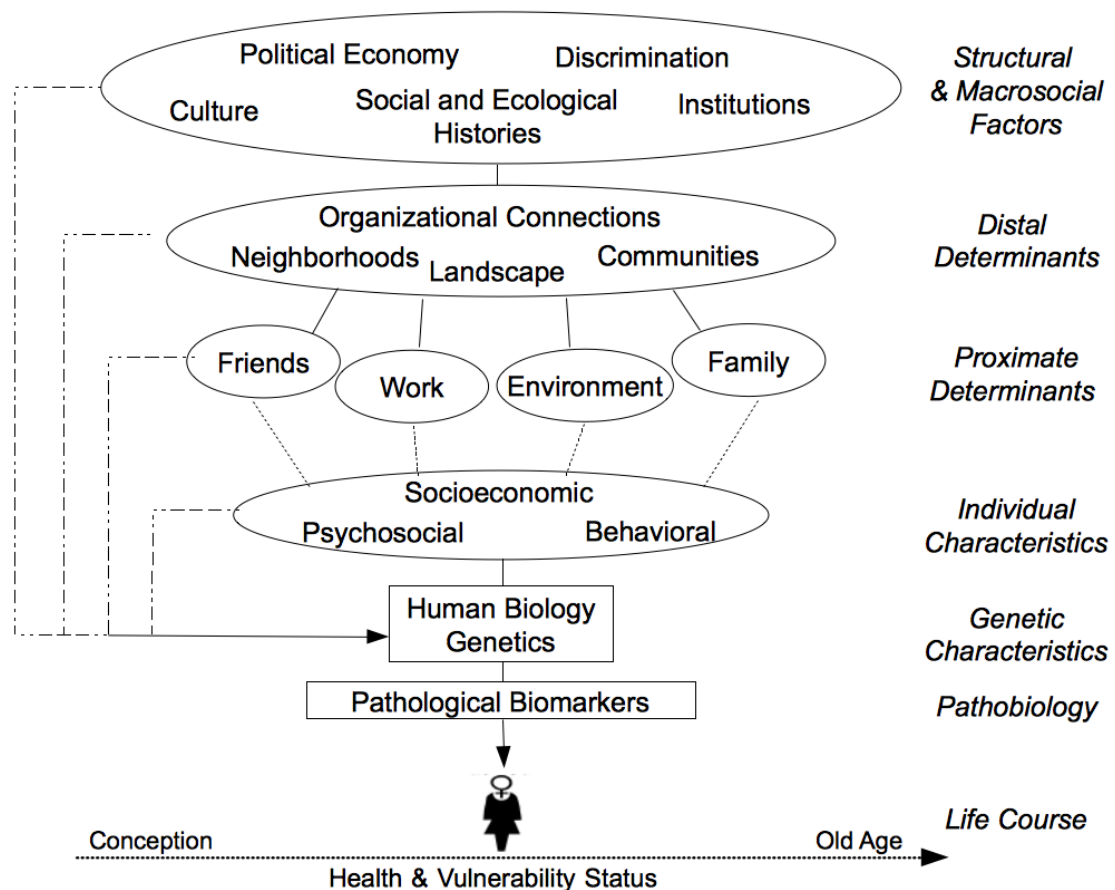 Political Economy
Discrimination
Structural
& Macrosocial
Factors
Culture
Social and Ecological
Histories
Institutions
Organizational Connections
Neighborhoods
Landscape
Communities
Distal
Determinants
Friends
Work
Environment
Family
Proximate
Determinants
Socioeconomic
Psychosocial
Behavioral
Individual
Characteristics
Human Biology
Genetics
Genetic
Characteristics
Pathological Biomarkers
Pathobiology
Life Course
Conception
Old Age
Health & Vulnerability Status